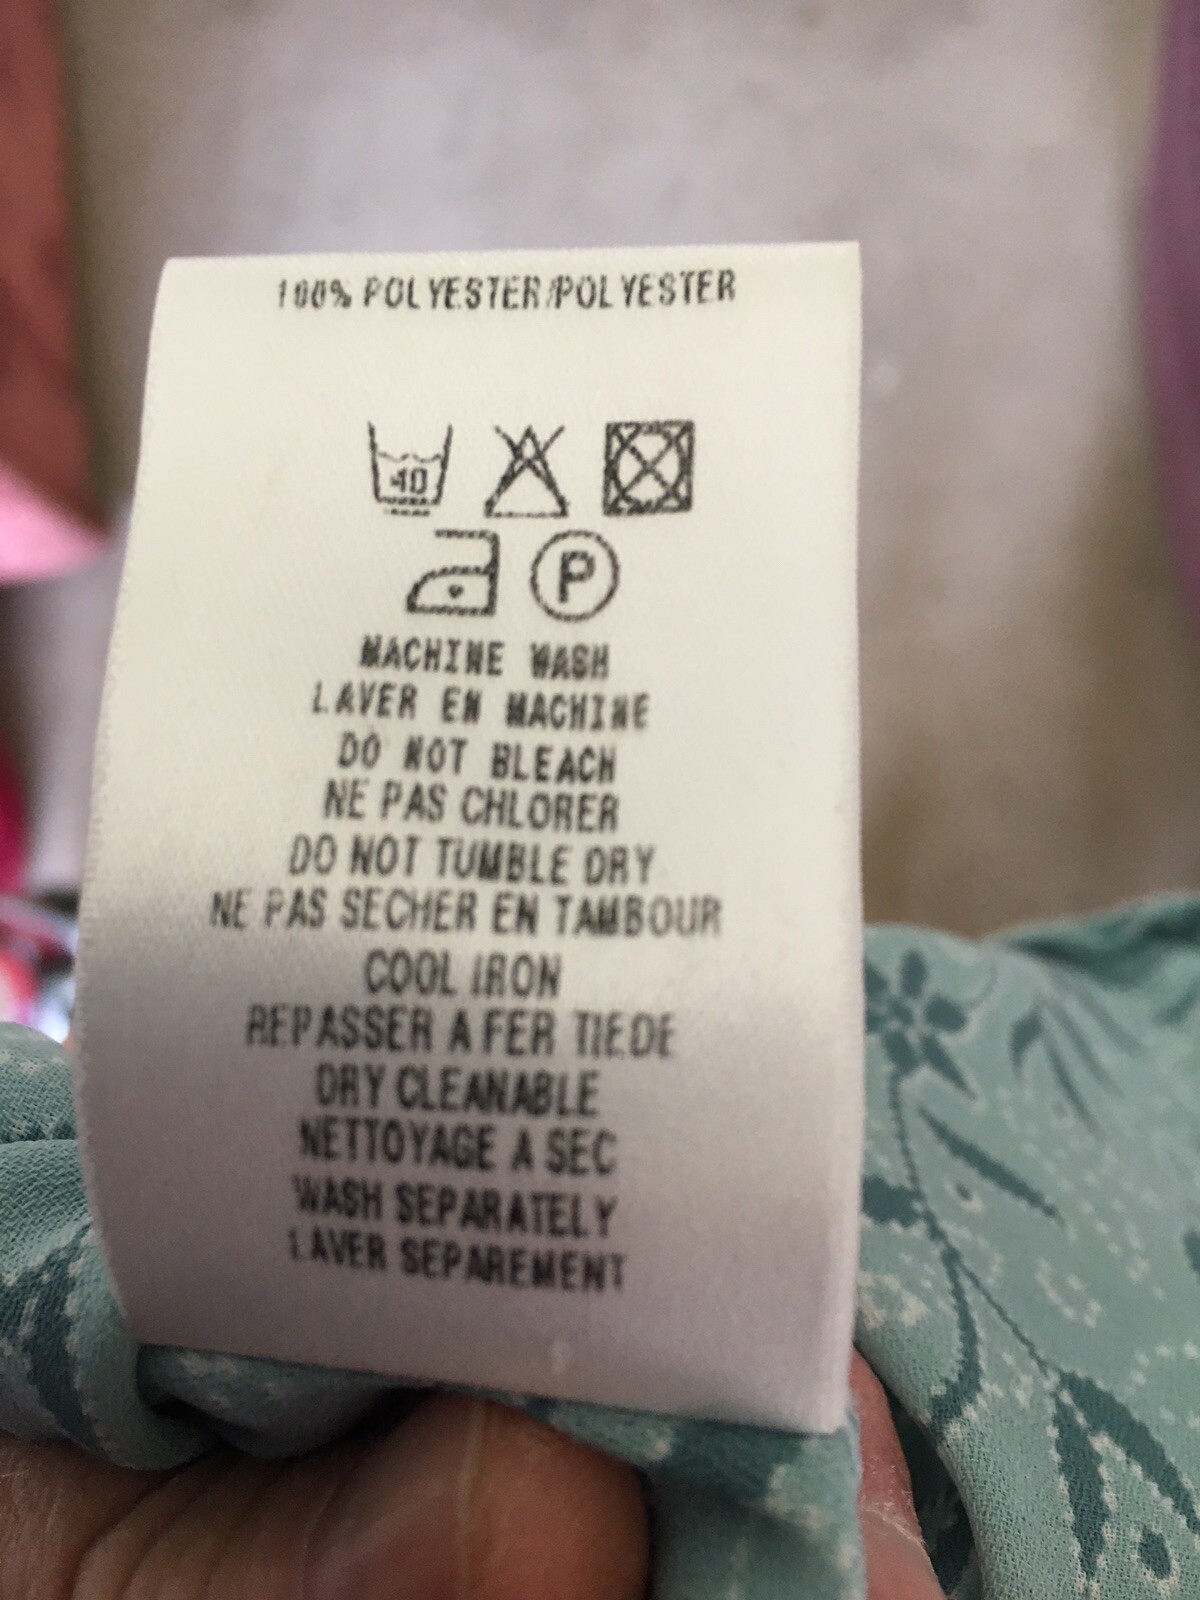 100% POLYESTER/POLYESTER
40
P
MACHINE WASH
LAVER EN MACHINE
DO NOT BLEACH
NE PAS CHLORER
DO NOT TUMBLE DRY
NE PAS SECHER EN TAMBOUR
COOL IRON
REPASSER A FER TIEDE
DRY CLEANABLE
NETTOYAGE A SEC
WASH SEPARATELY
LAVER SEPAREMENT